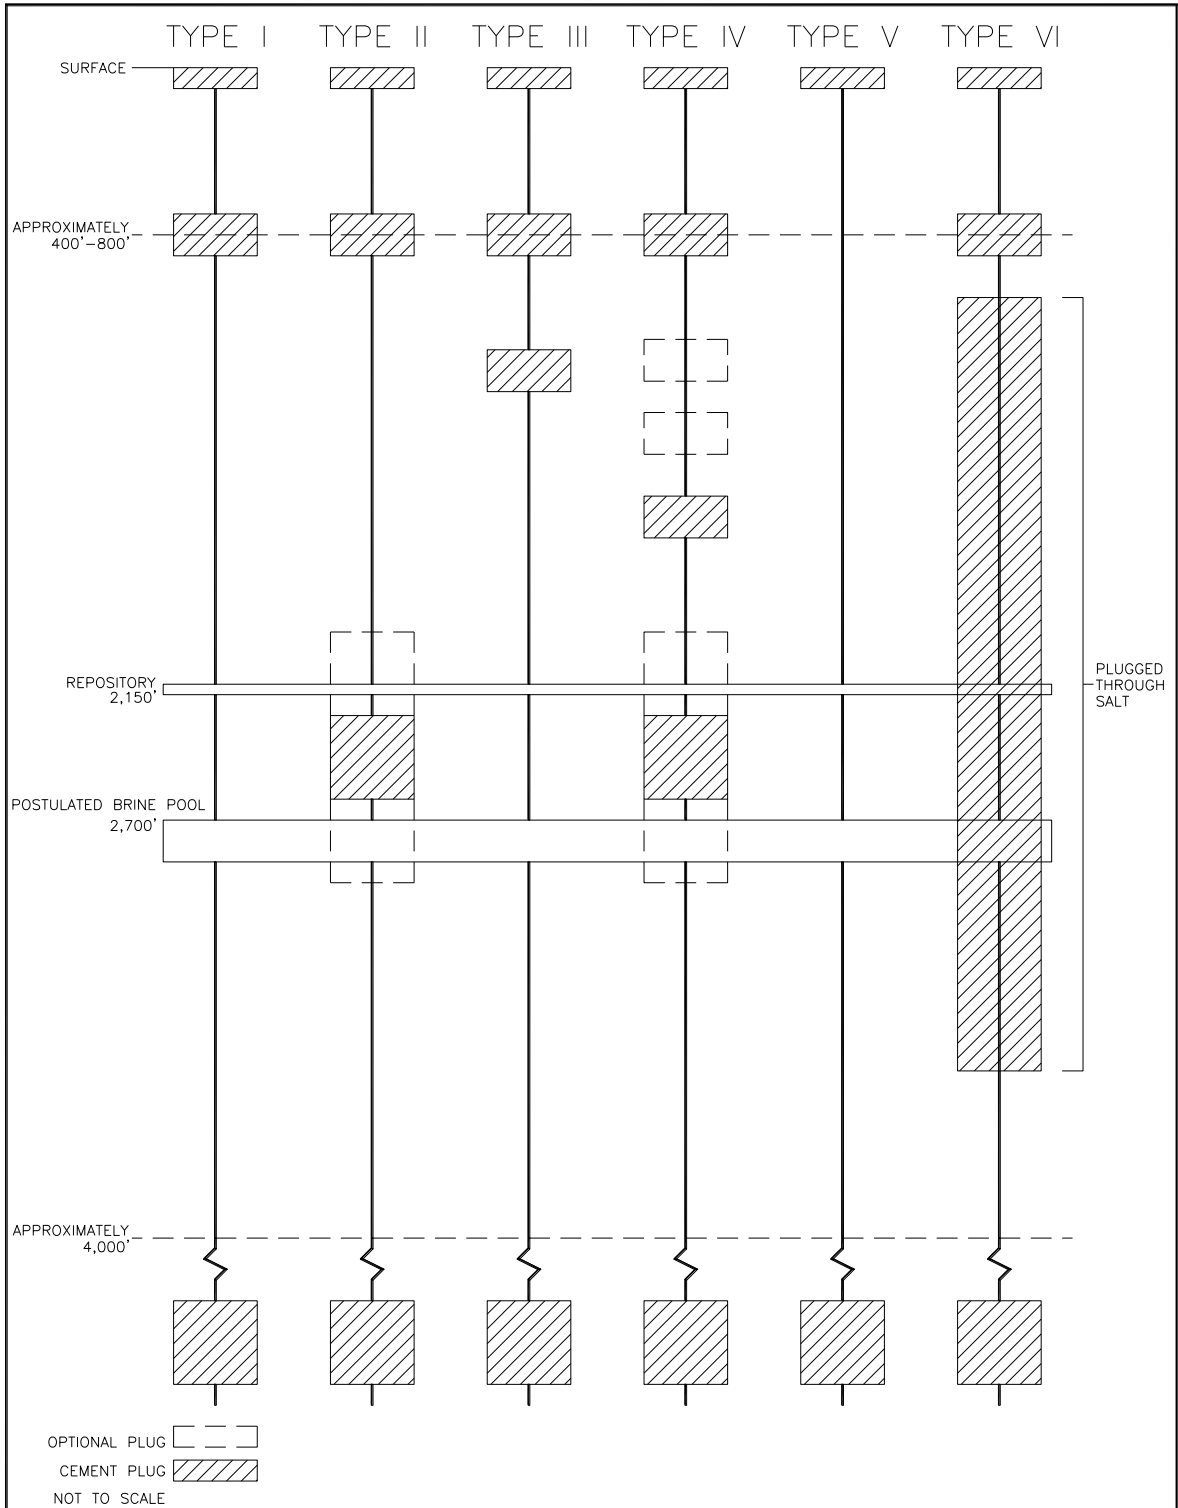 TYPE I TYPE II TYPE III TYPE IV TYPE V TYPE VI
SURFACE
APPROXIMATELY
400'-800'
REPOSITORY
2,150'
PLUGGED
THROUGH
SALT
POSTULATED BRINE POOL
2,700'
APPROXIMATELY
4,000'
OPTIONAL PLUG
CEMENT PLUG
NOT TO SCALE